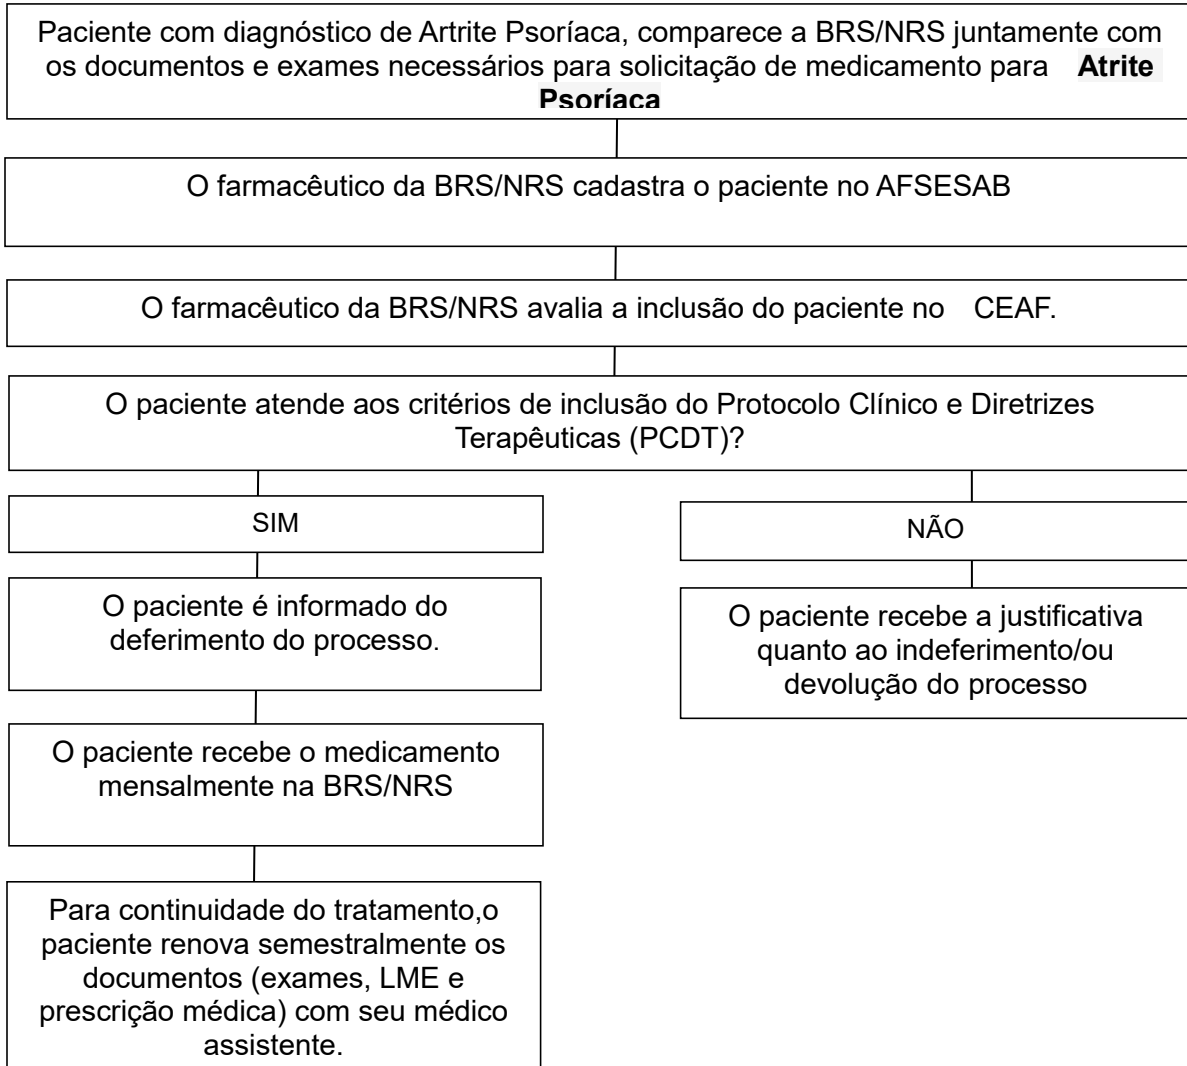 Paciente com diagnóstico de Artrite Psoríaca, comparece a BRS/NRS juntamente com
os documentos e exames necessários para solicitação de medicamento para Atrite
Psoríaca
O farmacêutico da BRS/NRS cadastra o paciente no AFSESAB
O farmacêutico da BRS/NRS avalia a inclusão do paciente no CEAF.
O paciente atende aos critérios de inclusão do Protocolo Clínico e Diretrizes
Terapêuticas (PCDT)?
SIM
NÃO
O paciente é informado do
deferimento do processo.
O paciente recebe a justificativa
quanto ao indeferimento/ou
devolução do processo
O paciente recebe o medicamento
mensalmente na BRS/NRS
Para continuidade do tratamento,o
paciente renova semestralmente os
documentos (exames, LME e
prescrição médica) com seu médico
assistente.